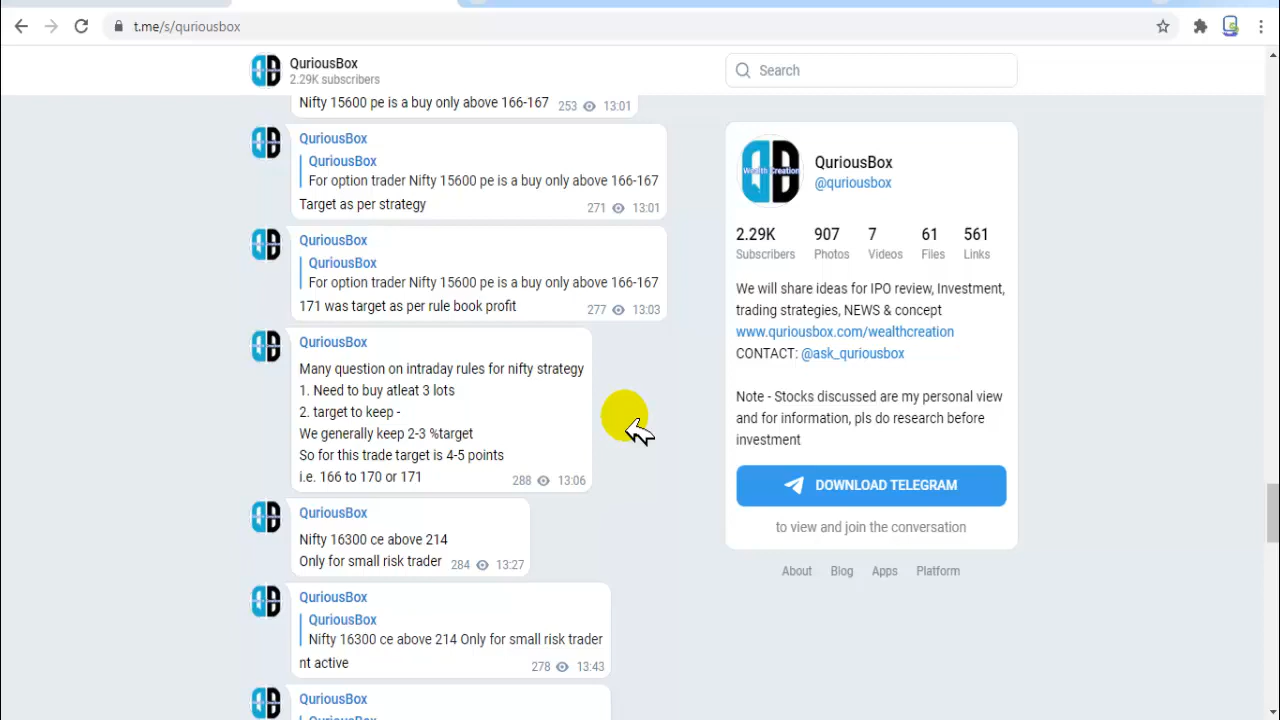 t.me/s/quriousbox
QuriousBox
2.29K subscribers
Search
Nifty 15600 pe is a buy only above 166-167 253 13:01
QuriousBox
QuriousBox
For option trader Nifty 15600 pe is a buy only above 166-167
Target as per strategy 271 13:01
QuriousBox
QuriousBox
For option trader Nifty 15600 pe is a buy only above 166-167
171 was target as per rule book profit 277 13:03
QuriousBox
Many question on intraday rules for nifty strategy
1. Need to buy atleat 3 lots
2. target to keep -
We generally keep 2-3 %target
So for this trade target is 4-5 points
i.e. 166 to 170 or 171 288 13:06
QuriousBox
Nifty 16300 ce above 214
Only for small risk trader 284 13:27
QuriousBox
QuriousBox
Nifty 16300 ce above 214 Only for small risk trader
nt active 278 13:43
QuriousBox
Wealth Creation
QuriousBox
@quriousbox
2.29K 907 7 61 561
Subscribers Photos Videos Files Links
We will share ideas for IPO review, Investment,
trading strategies, NEWS & concept
www.quriousbox.com/wealthcreation
CONTACT: @ask_quriousbox
Note - Stocks discussed are my personal view
and for information, pls do research before
investment
DOWNLOAD TELEGRAM
to view and join the conversation
About Blog Apps Platform